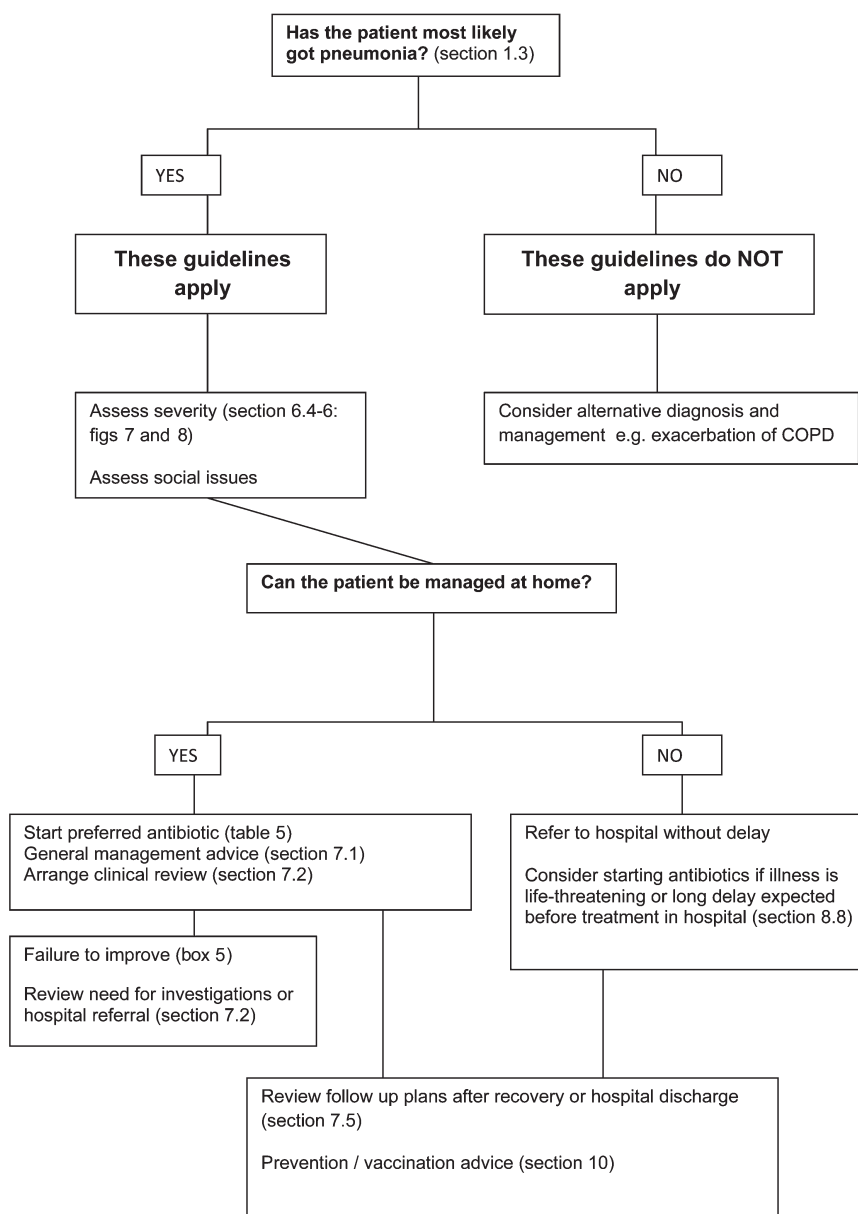 Has the patient most likely
got pneumonia? (section 1.3)
YES
NO
These guidelines
apply
These guidelines do NOT
apply
Assess severity (section 6.4-6:
figs 7 and 8)
Assess social issues
Consider alternative diagnosis and
management e.g. exacerbation of COPD
Can the patient be managed at home?
YES
NO
Start preferred antibiotic (table 5)
General management advice (section 7.1)
Arrange clinical review (section 7.2)
Refer to hospital without delay
Consider starting antibiotics if illness is
life-threatening or long delay expected
before treatment in hospital (section 8.8)
Failure to improve (box 5)
Review need for investigations or
hospital referral (section 7.2)
Review follow up plans after recovery or hospital discharge
(section 7.5)
Prevention / vaccination advice (section 10)